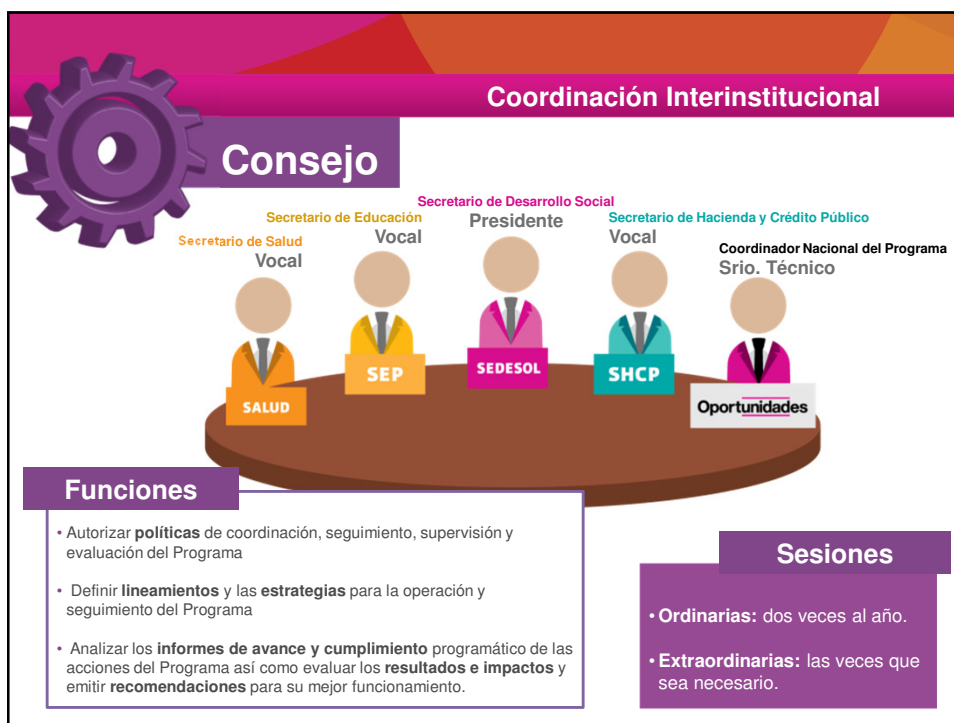 Coordinación Interinstitucional
Consejo
Secretario de Desarrollo Social
Presidente
Secretario de Educación
Vocal
Secretario de Hacienda y Crédito Público
Vocal
Secretario de Salud
Vocal
Coordinador Nacional del Programa
Srio. Técnico
SALUD
SEP
SEDESOL
SHCP
Oportunidades
Funciones
• Autorizar políticas de coordinación, seguimiento, supervisión y
evaluación del Programa
• Definir lineamientos y las estrategias para la operación y
seguimiento del Programa
• Analizar los informes de avance y cumplimiento programático de las
acciones del Programa así como evaluar los resultados e impactos y
emitir recomendaciones para su mejor funcionamiento.
Sesiones
• Ordinarias: dos veces al año.
• Extraordinarias: las veces que
sea necesario.